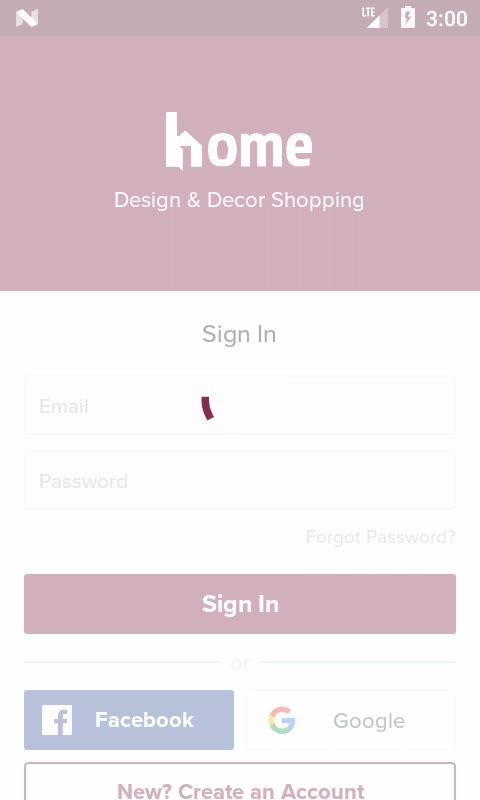 LTE 3:00
home
Design & Decor Shopping
Sign In
Email
Password
Forgot Password?
Sign In
or
Facebook Google
New? Create an Account